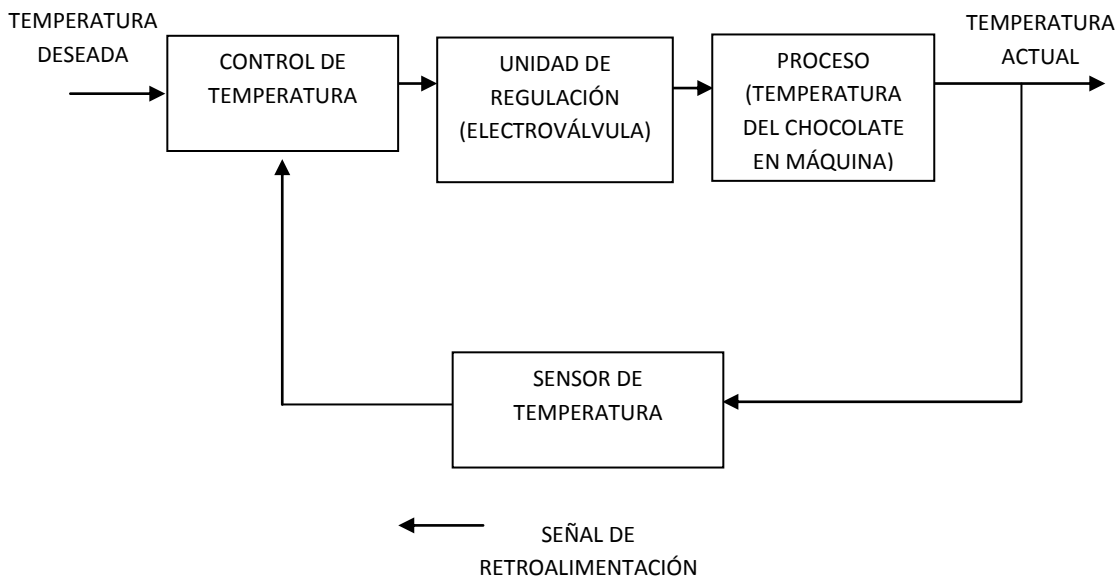 TEMPERATURA
DESEADA
CONTROL DE
TEMPERATURA
UNIDAD DE
REGULACIÓN
(ELECTROVÁLVULA)
PROCESO
(TEMPERATURA
DEL CHOCOLATE
EN MÁQUINA)
TEMPERATURA
ACTUAL
SENSOR DE
TEMPERATURA
SEÑAL DE
RETROALIMENTACIÓN